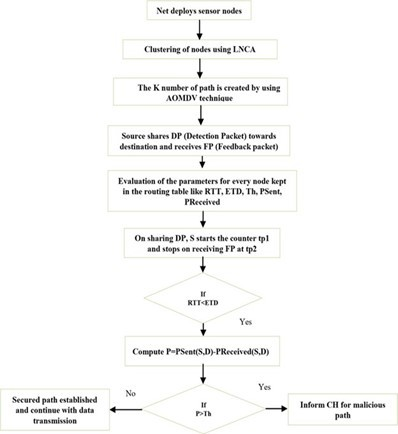 Net deploys sensor nodes
Clustering of nodes using LNCA
The K number of path is created by using
AOMDV technique
Source shares DP (Detection Packet) towards
destination and receives FP (Feedback packet)
Evaluation of the parameters for every node kept
in the routing table like RTT, ETD, Th, PSent,
PReceived
On sharing DP, S starts the counter tp1
and stops on receiving FP at tp2
If
RTT<ETD
Yes
Compute P=PSent(S,D)-PReceived(S,D)
No
Yes
Secured path established
and continue with data
transmission
If
P>Th
Inform CH for malicious
path